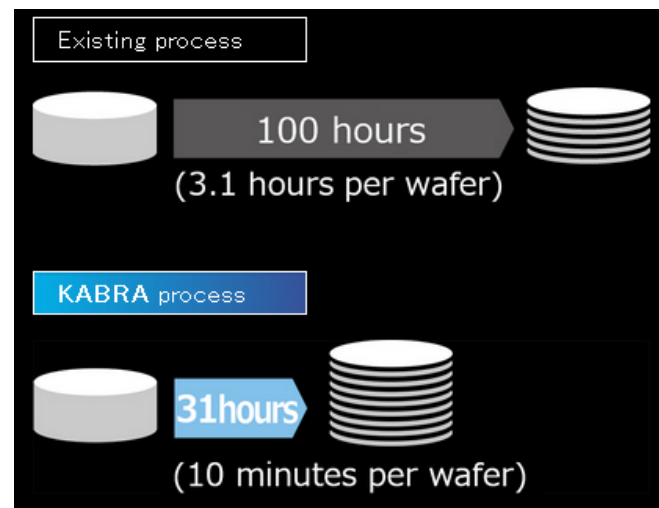 Existing process
100 hours
(3.1 hours per wafer)
KABRA process
31hours
(10 minutes per wafer)